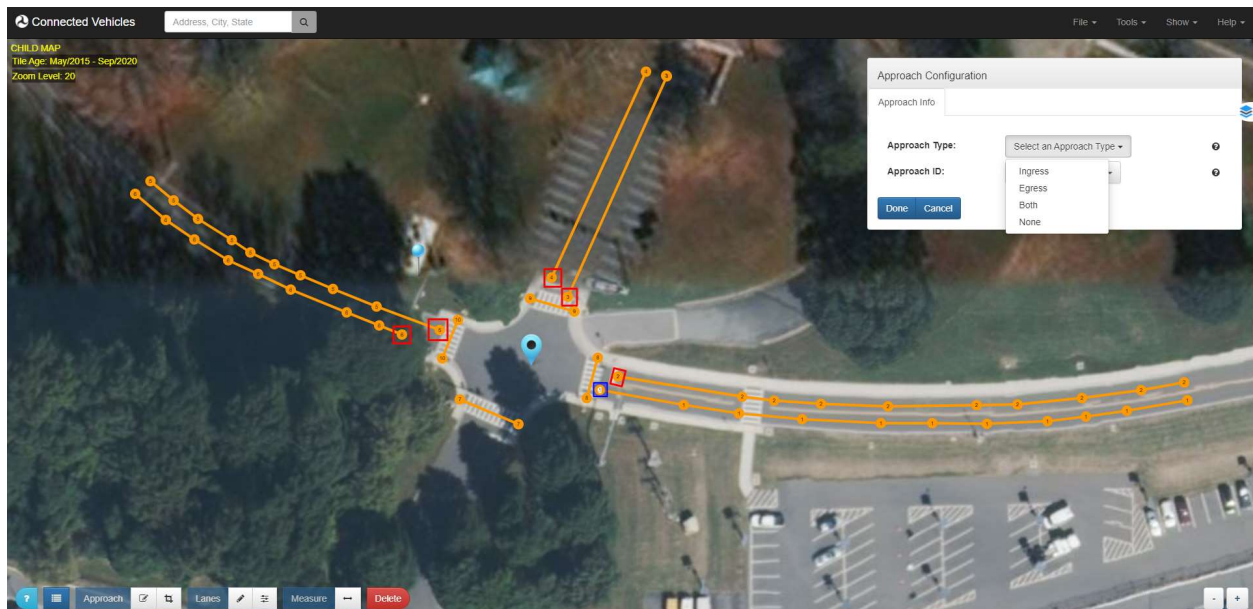 Connected Vehicles
Address, City, State
File
Tools
Show
Help
CHILD MAP
Tile Age: May/2015 - Sep/2020
Zoom Level: 20
Approach Configuration
Approach Info
Approach Type:
Select an Approach Type
Approach ID:
Ingress
Egress
Both
None
Done
Cancel
?
Approach
Lanes
Measure
Delete
-
+